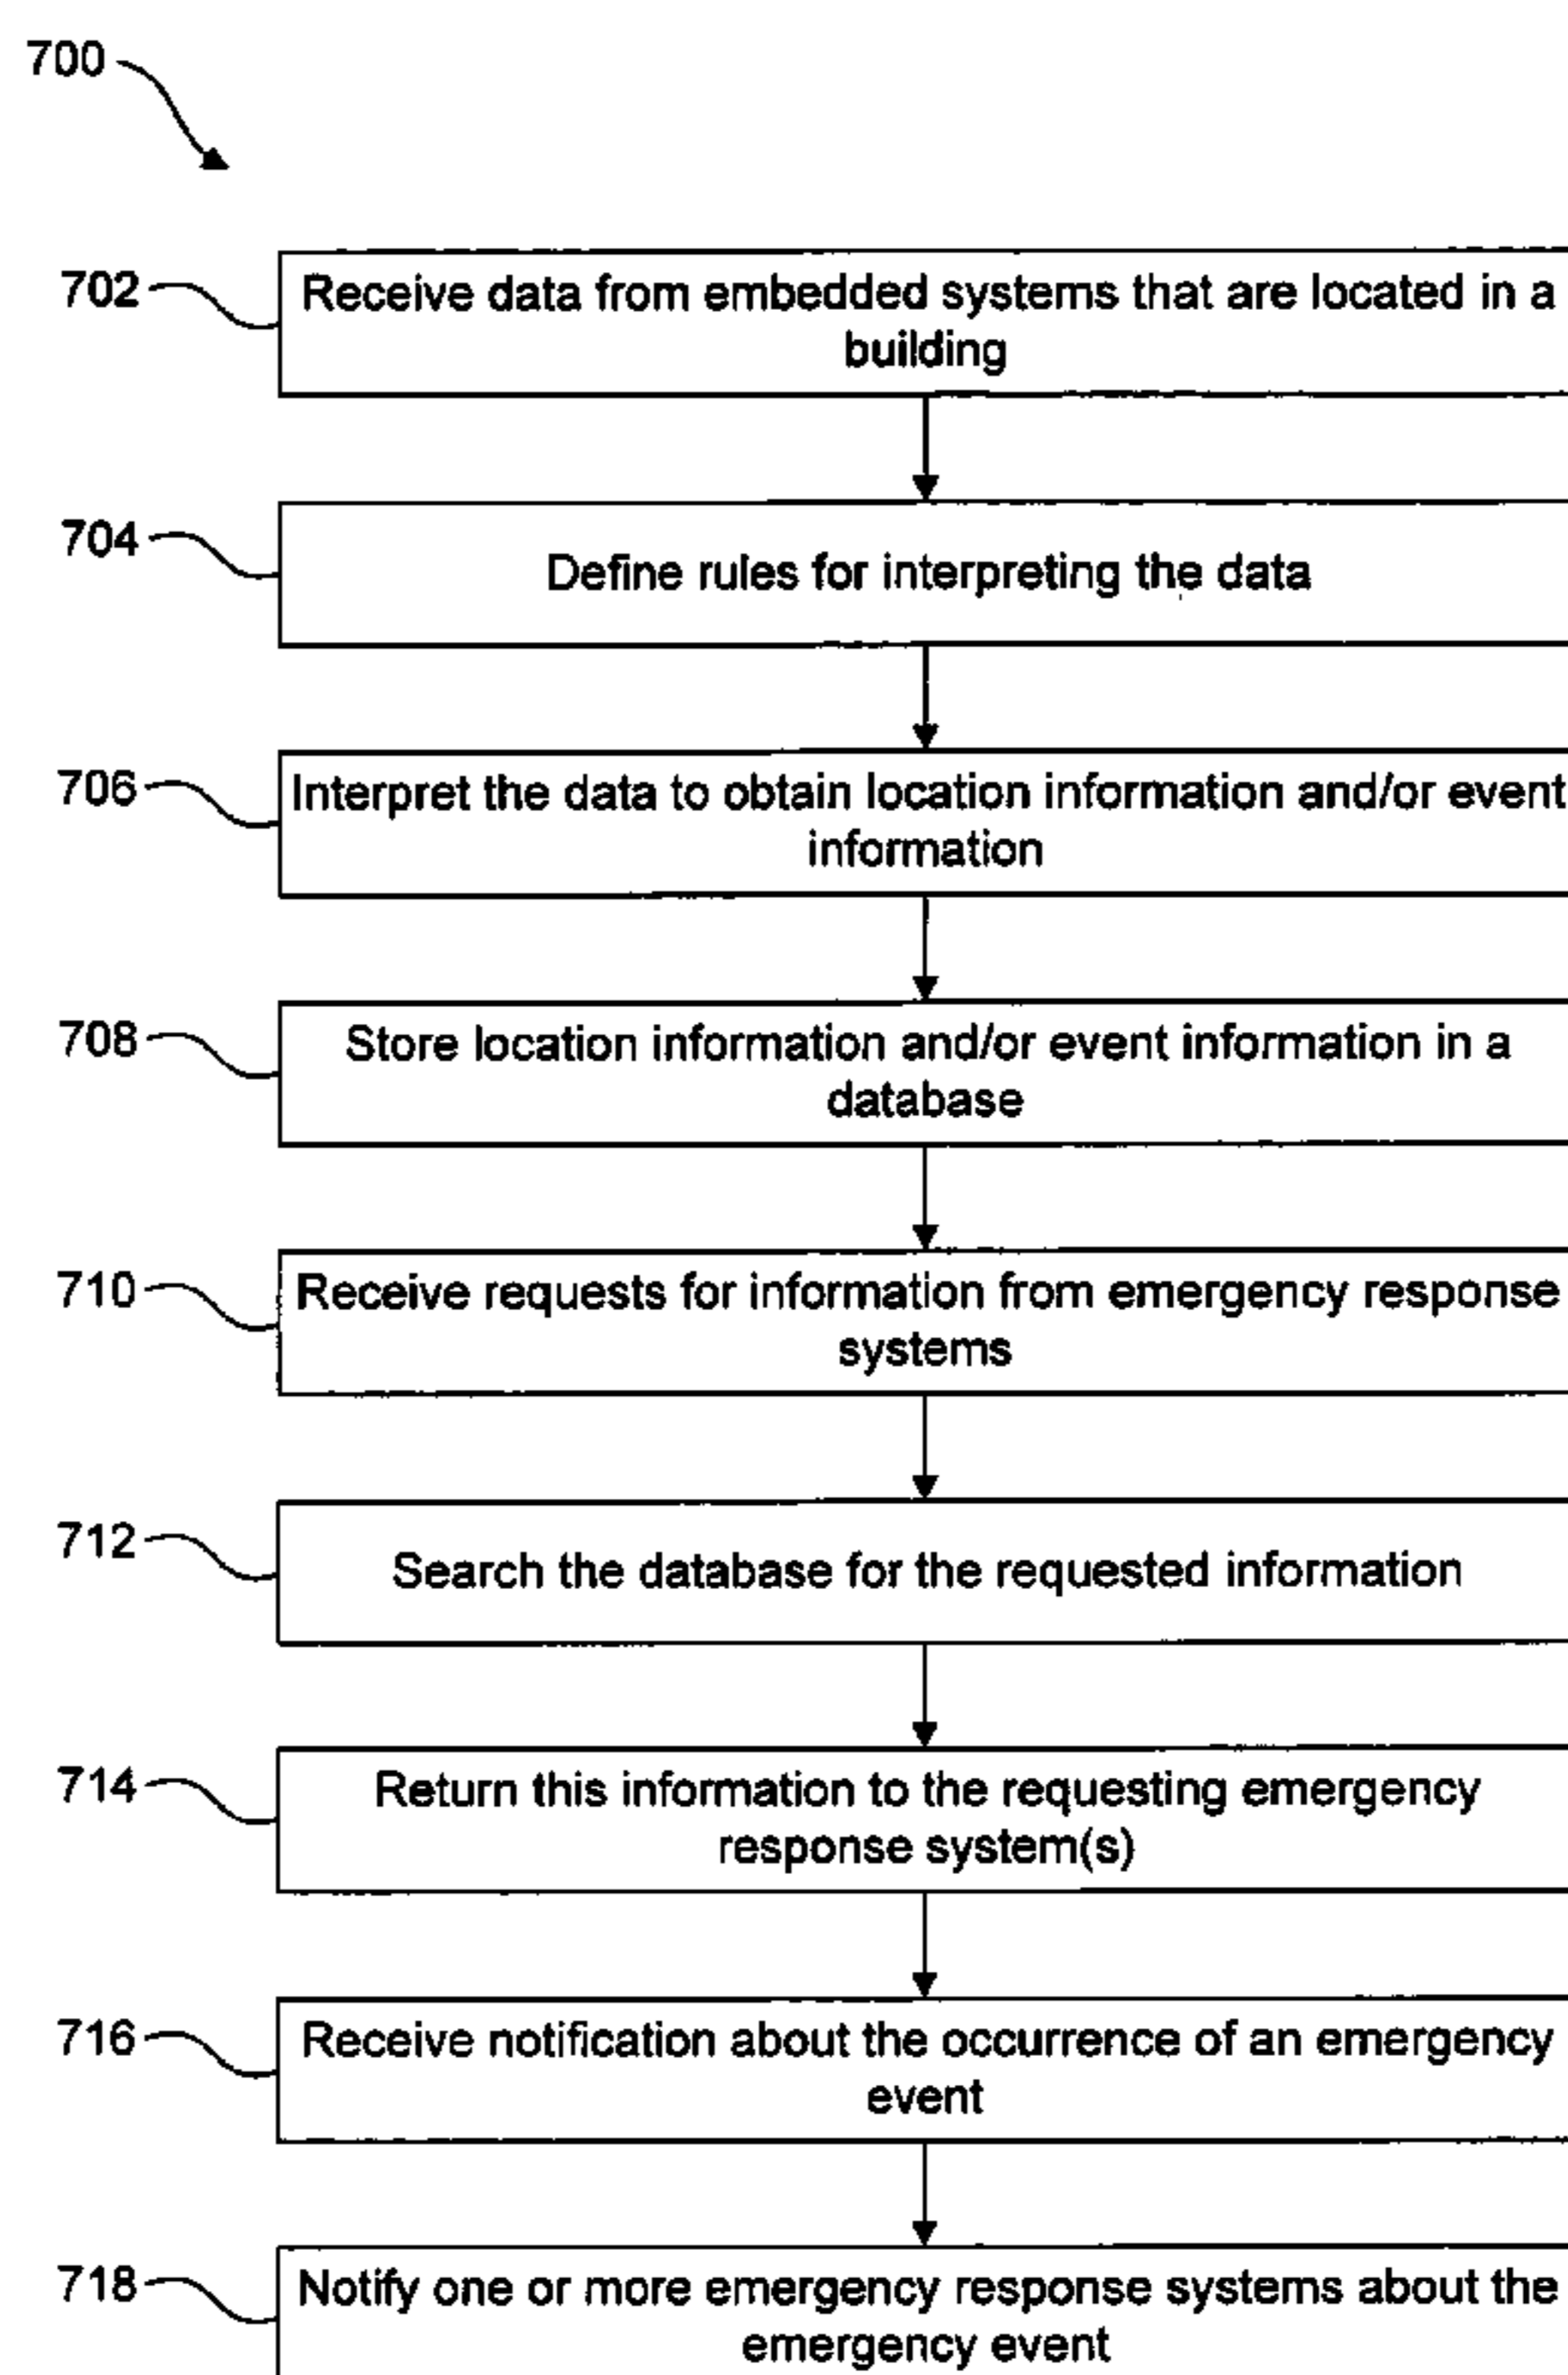 700
702
Receive data from embedded systems that are located in a
building
704
Define rules for interpreting the data
706
Interpret the data to obtain location information and/or event
information
708
Store location information and/or event information in a
database
710
Receive requests for information from emergency response
systems
712
Search the database for the requested information
714
Return this information to the requesting emergency
response system(s)
716
Receive notification about the occurrence of an emergency
event
718
Notify one or more emergency response systems about the
emergency event